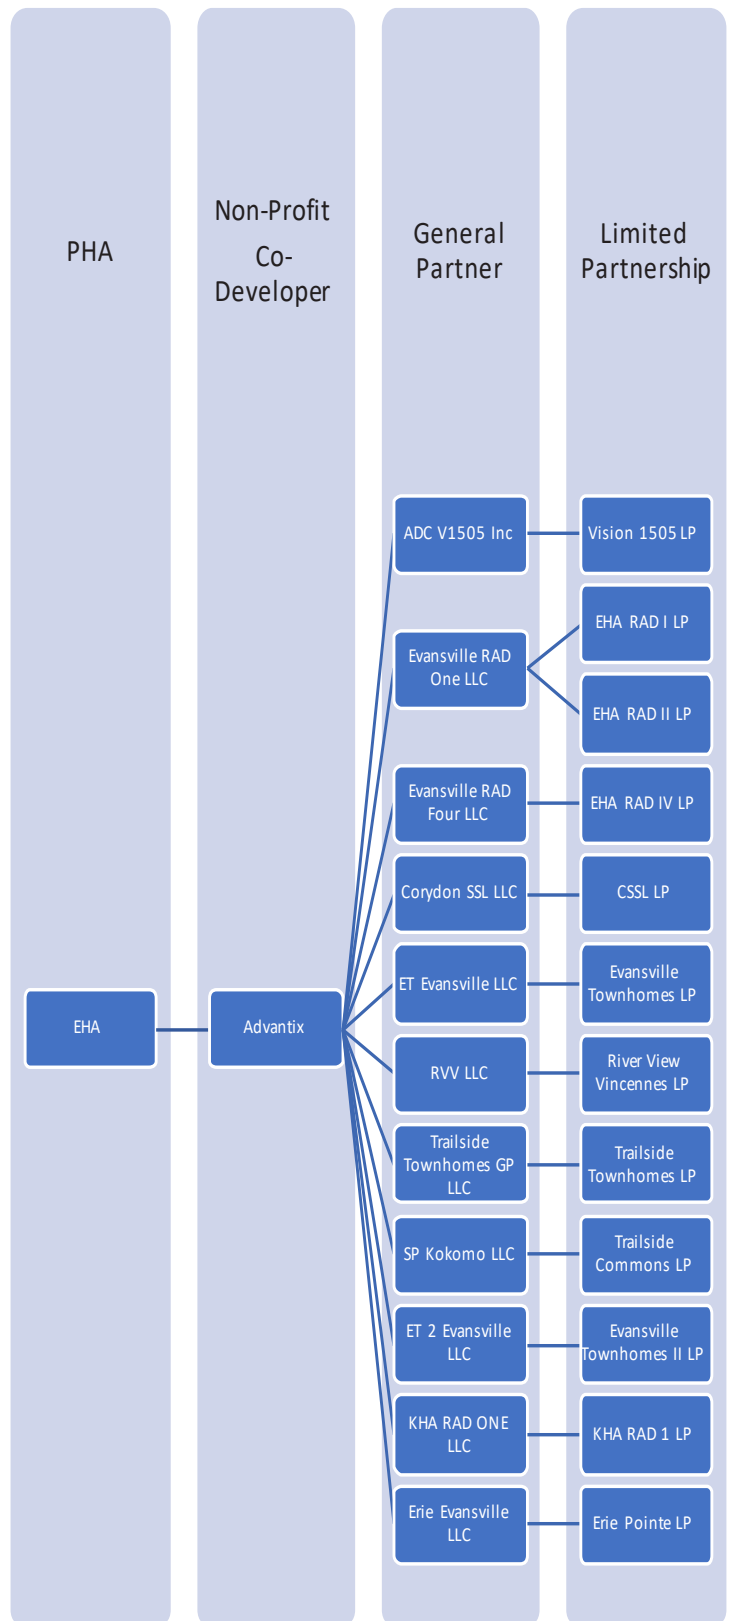 PHA
Non-Profit
Co-
Developer
General
Partner
Limited
Partnership
EHA
Advantix
ADC V1505 Inc
Vision 1505 LP
Evansville RAD
One LLC
EHA RAD I LP
EHA RAD II LP
Evansville RAD
Four LLC
EHA RAD IV LP
Corydon SSL LLC
CSSL LP
ET Evansville LLC
Evansville
Townhomes LP
RVV LLC
River View
Vincennes LP
Trailside
Townhomes GP
LLC
Trailside
Townhomes LP
SP Kokomo LLC
Trailside
Commons LP
ET 2 Evansville
LLC
Evansville
Townhomes II LP
KHA RAD ONE
LLC
KHA RAD 1 LP
Erie Evansville
LLC
Erie Pointe LP